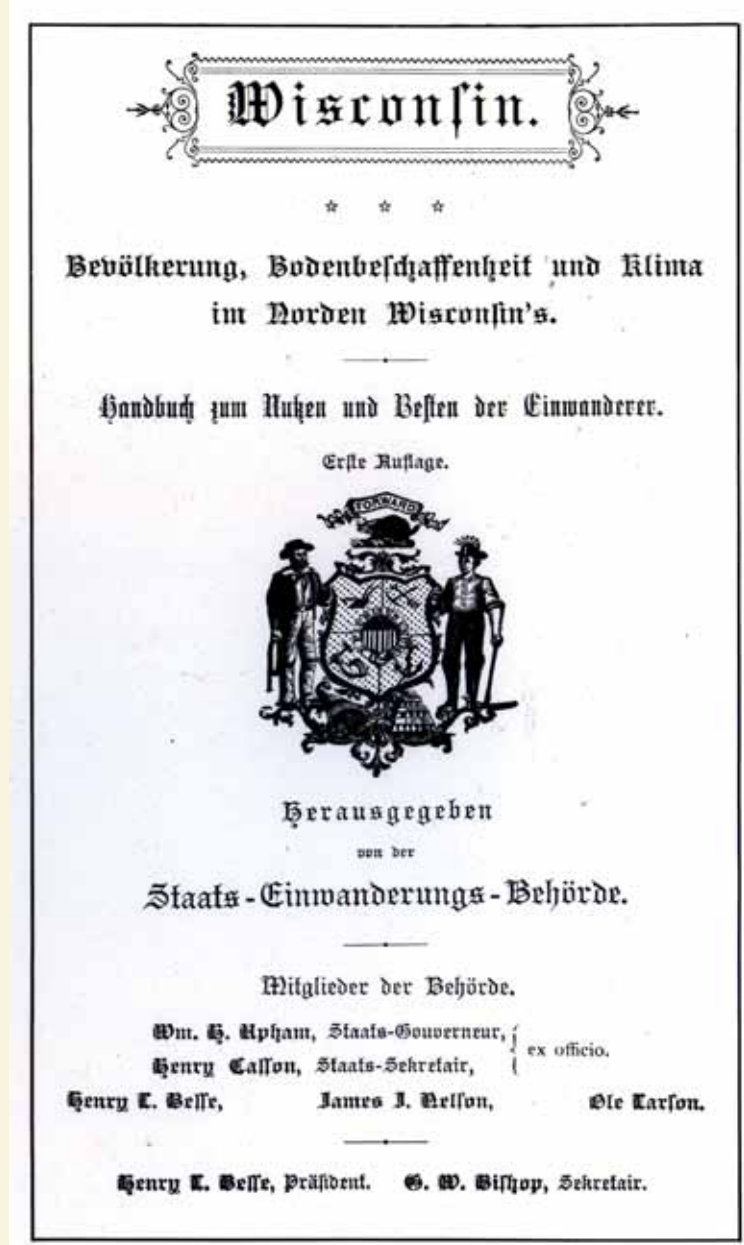 Wisconsin.
☆ ☆ ☆
Bevölkerung, Bodenbeschaffenheit und Klima
im Norden Wisconsin's.
Handbuch zum Nutzen und Besten der Einwanderer.
Erste Auflage.
FORWARD
Herausgegeben
von der
Staats-Einwanderungs-Behörde.
Mitglieder der Behörde.
Wm. H. Upham, Staats-Gouverneur,
Henry Casson, Staats-Sekretair,
ex officio.
Henry L. Besse, James J. Nelson, Ole Larson.
Henry L. Besse, Präsident. G. W. Bishop, Sekretair.